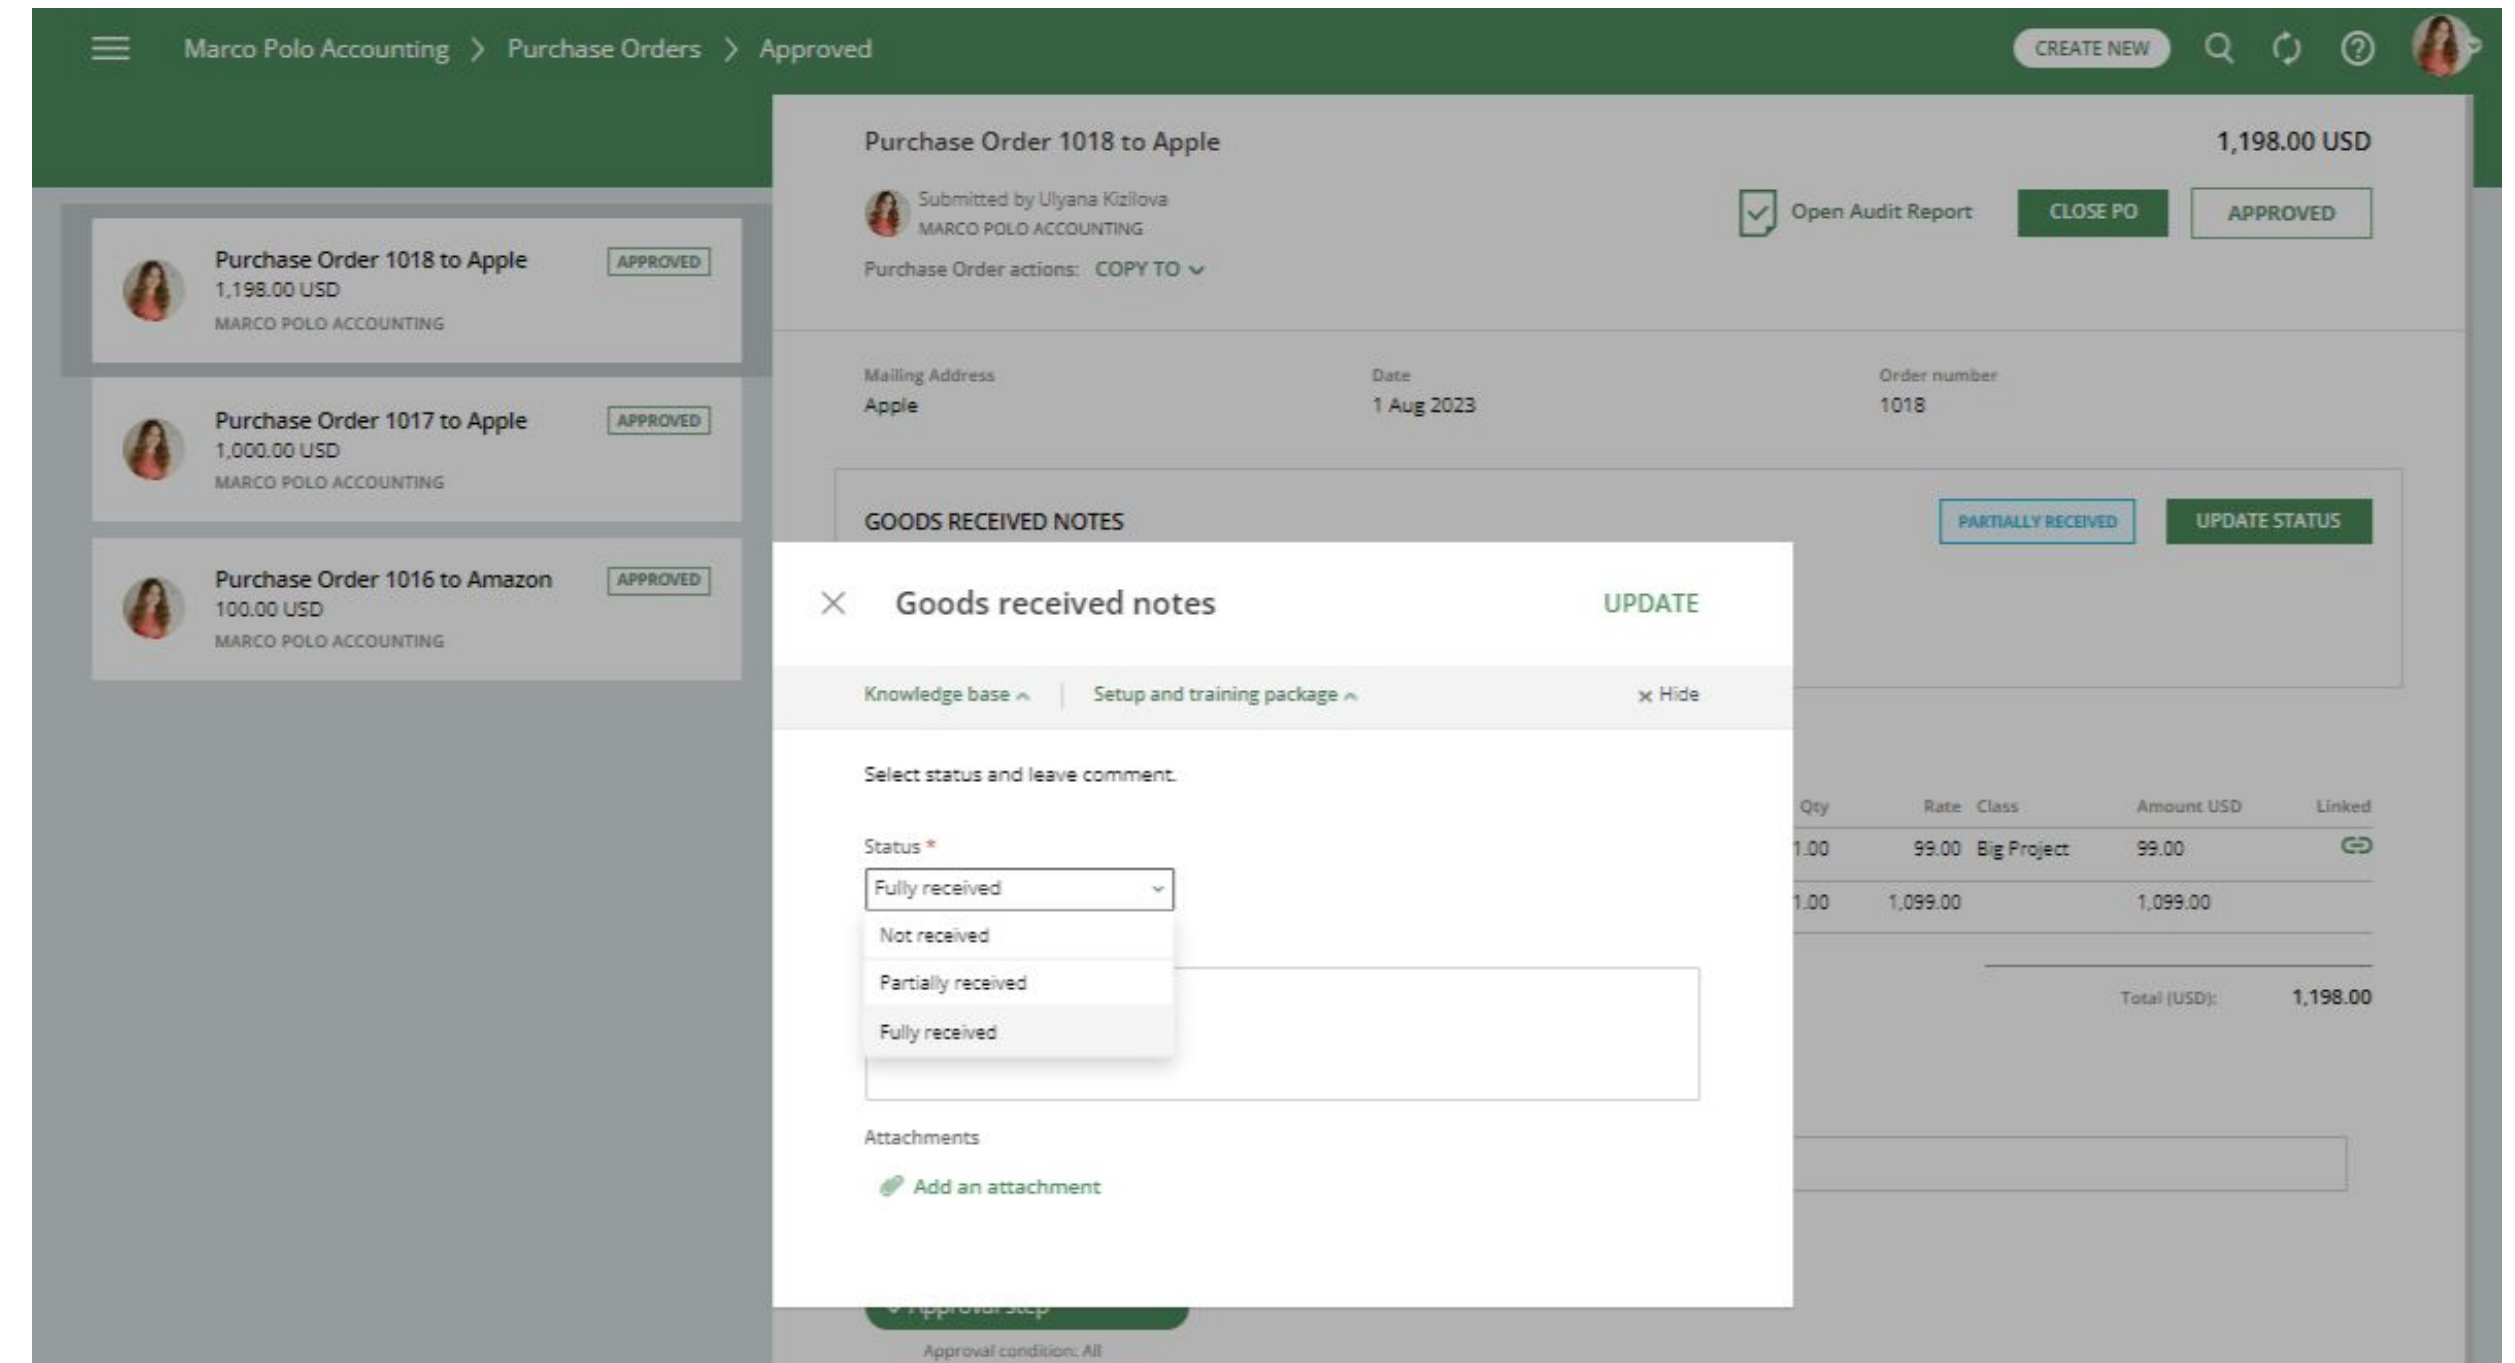 Marco Polo Accounting > Purchase Orders > Approved
CREATE NEW
Purchase Order 1018 to Apple
APPROVED
1,198.00 USD
MARCO POLO ACCOUNTING
Purchase Order 1017 to Apple
APPROVED
1,000.00 USD
MARCO POLO ACCOUNTING
Purchase Order 1016 to Amazon
APPROVED
100.00 USD
MARCO POLO ACCOUNTING
Purchase Order 1018 to Apple
1,198.00 USD
Submitted by Ulyana Kizilova
MARCO POLO ACCOUNTING
Open Audit Report
CLOSE PO
APPROVED
Purchase Order actions: COPY TO
Mailing Address
Apple
Date
1 Aug 2023
Order number
1018
GOODS RECEIVED NOTES
PARTIALLY RECEIVED
UPDATE STATUS
Goods received notes
UPDATE
Knowledge base
Setup and training package
× Hide
Select status and leave comment.
Status *
Fully received
Not received
Partially received
Fully received
Attachments
Add an attachment
Qty Rate Class Amount USD Linked
1.00 99.00 Big Project 99.00
1.00 1,099.00 1,099.00
Total (USD): 1,198.00
Approval step
Approval condition: All